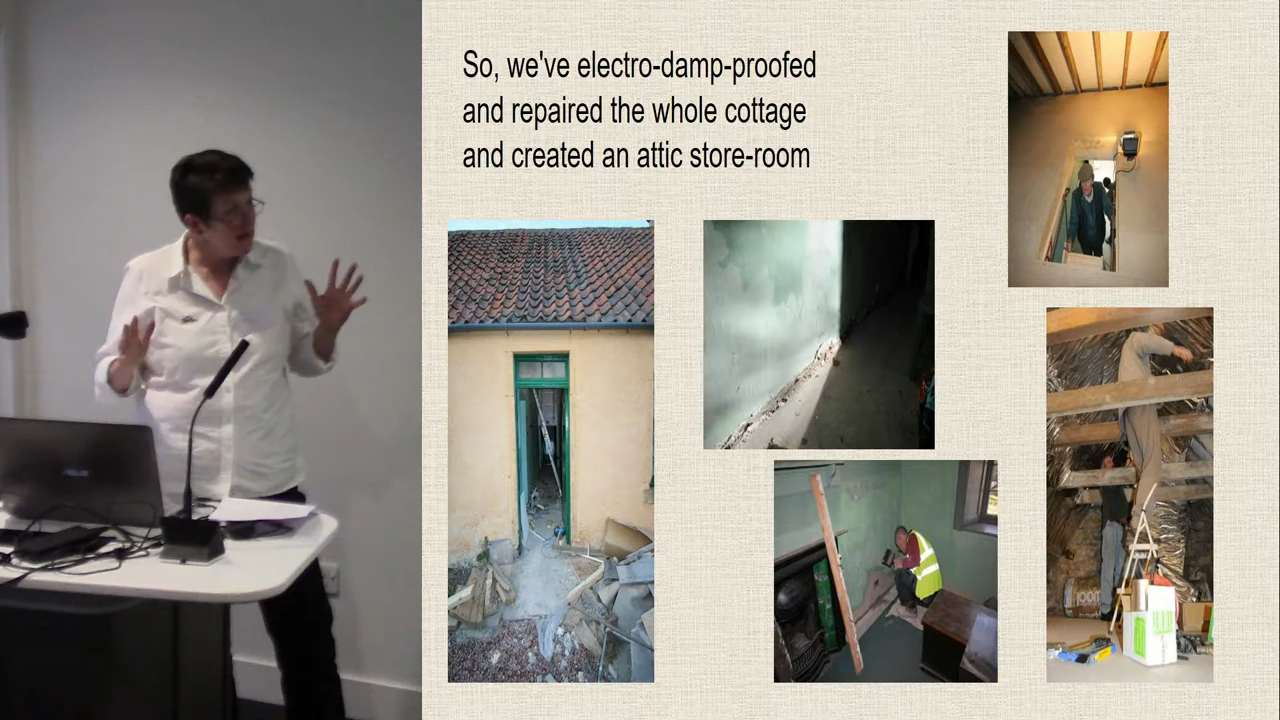 So, we've electro-damp-proofed
and repaired the whole cottage
and created an attic store-room